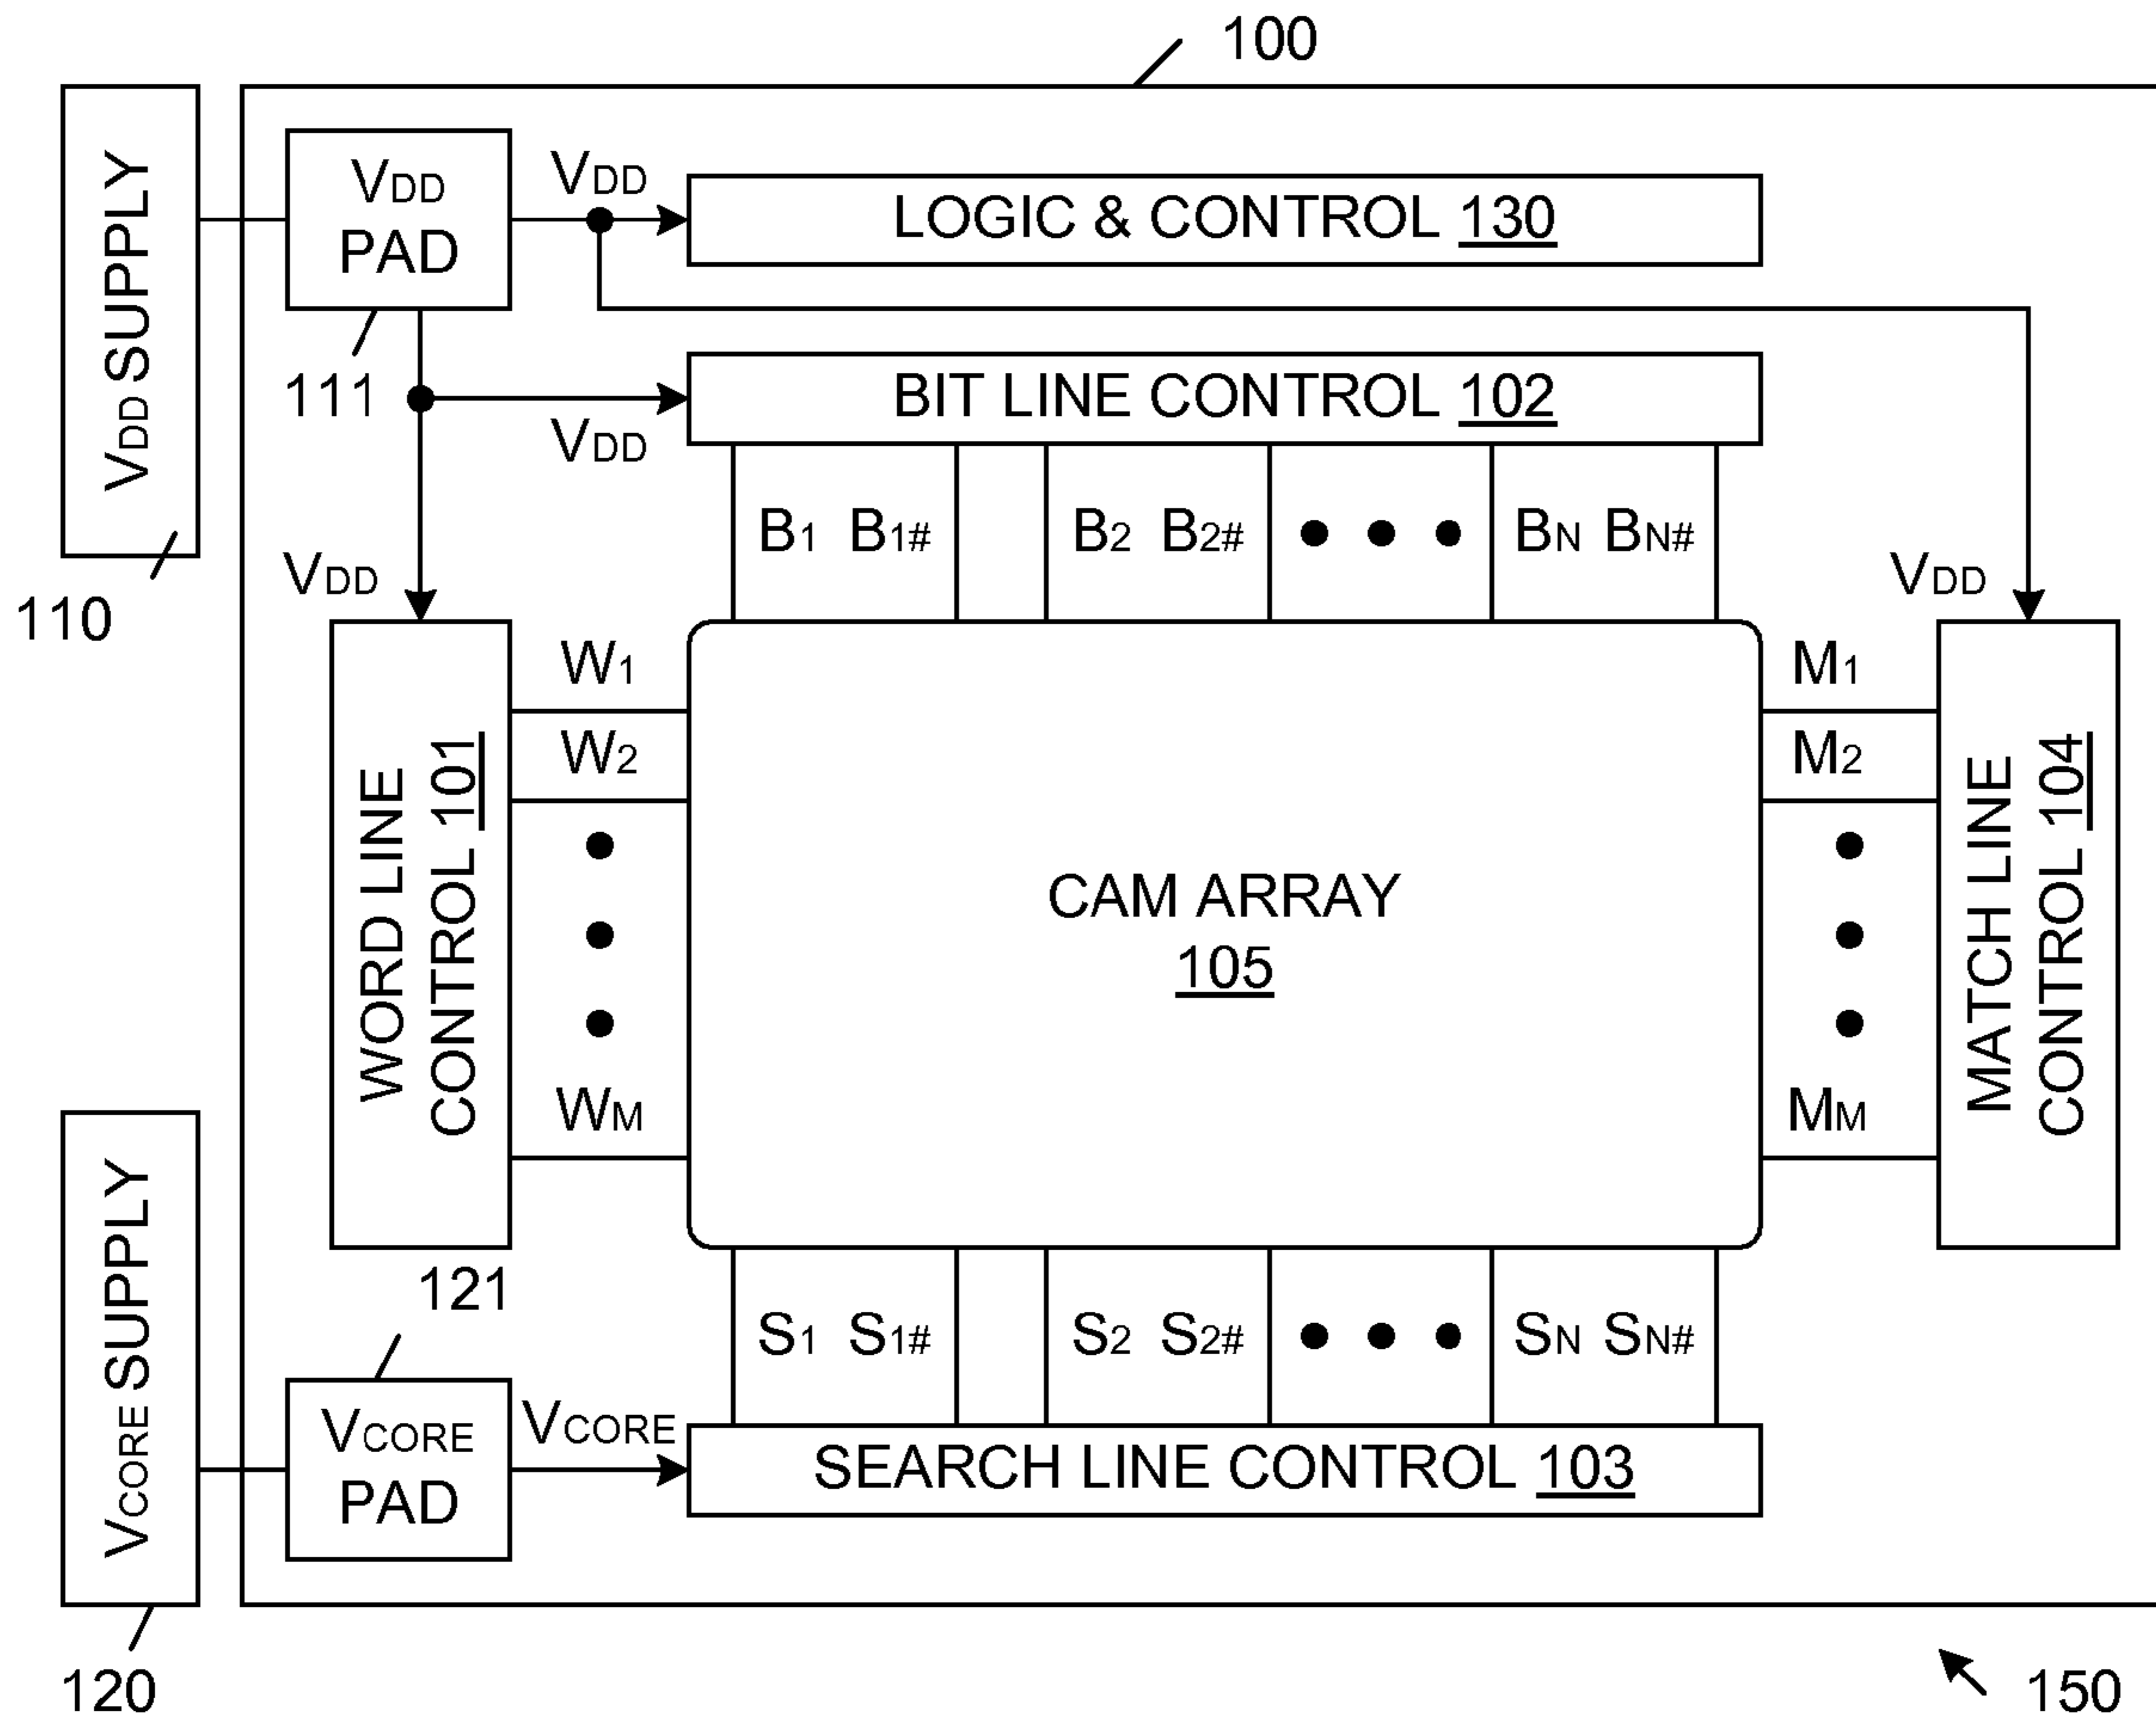 100
VDD SUPPLY
110
VDD
PAD
111
VDD
LOGIC & CONTROL 130
VDD
BIT LINE CONTROL 102
B1 B1# B2 B2# BN BN#
VDD
VDD
WORD LINE
CONTROL 101
W1
W2
WM
CAM ARRAY
105
M1
M2
MM
MATCH LINE
CONTROL 104
S1 S1# S2 S2# SN SN#
121
VCORE SUPPLY
120
VCORE
PAD
VCORE
SEARCH LINE CONTROL 103
150